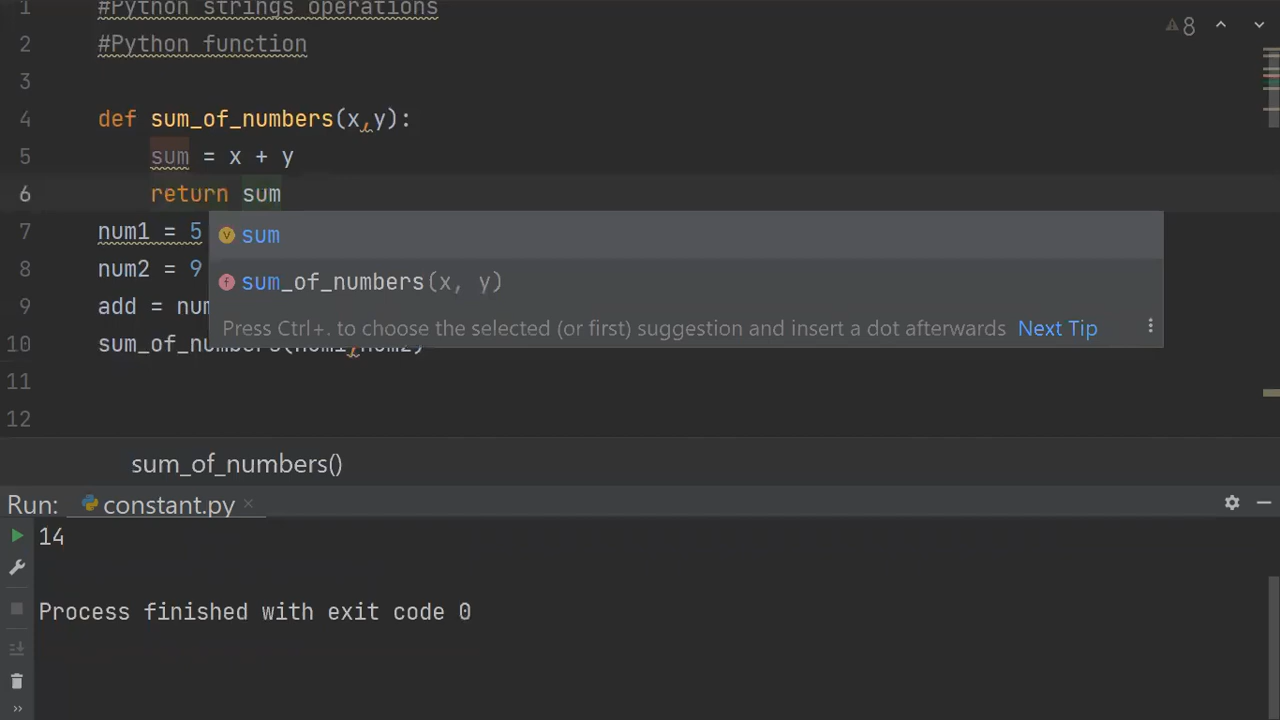 1 #Python strings operations
8
2 #Python function
3
4 def sum_of_numbers(x,y):
5 sum = x + y
6 return sum
7 num1 = 5
sum
8 num2 = 9
sum_of_numbers(x, y)
9 add = num
Press Ctrl+. to choose the selected (or first) suggestion and insert a dot afterwards Next Tip
10 sum_of_numbers(num1,num2)
11
12
sum_of_numbers()
Run: constant.py
14
Process finished with exit code 0